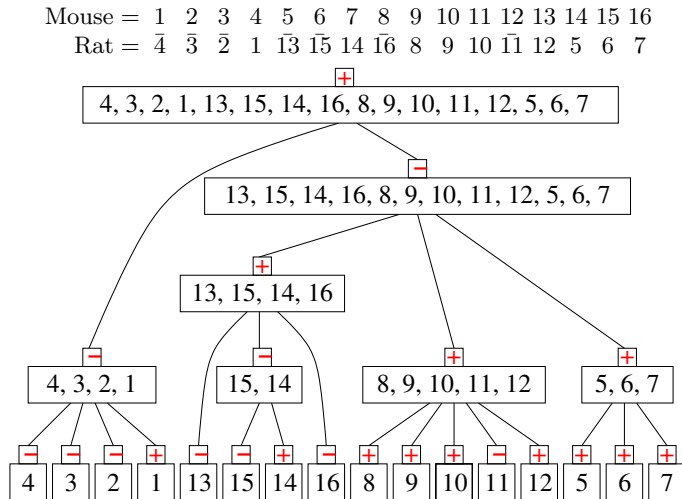 Mouse = 1 2 3 4 5 6 7 8 9 10 11 12 13 14 15 16
Rat = 4̄ 3̄ 2̄ 1 1̄3̄ 1̄5̄ 14 1̄6̄ 8 9 10 1̄1̄ 12 5 6 7
+
4, 3, 2, 1, 13, 15, 14, 16, 8, 9, 10, 11, 12, 5, 6, 7
−
13, 15, 14, 16, 8, 9, 10, 11, 12, 5, 6, 7
+
13, 15, 14, 16
− − + +
4, 3, 2, 1 15, 14 8, 9, 10, 11, 12 5, 6, 7
− − − + − − + − + + + − + + + +
4 3 2 1 13 15 14 16 8 9 10 11 12 5 6 7